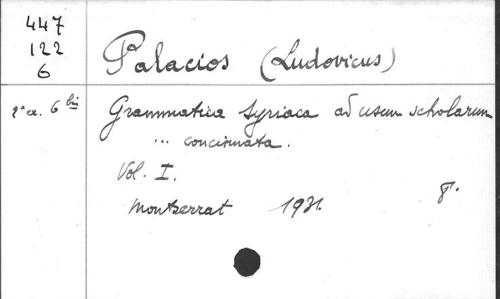 447
122
6
Palacios (Ludovicus)
2ª ex. 6 bis
Grammatica syriaca ad usum scholarum
... concinnata.
Vol. I.
Montserrat 1931. 8°.